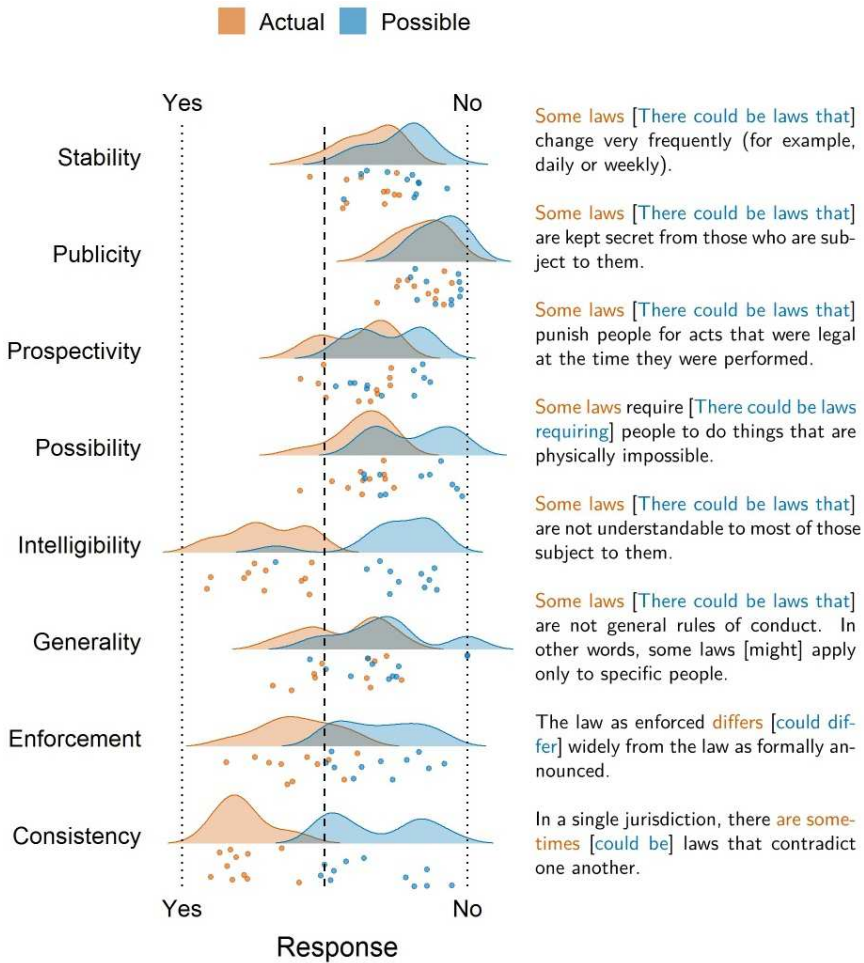 Actual Possible
Yes No
Stability
Some laws [There could be laws that]
change very frequently (for example,
daily or weekly).
Publicity
Some laws [There could be laws that]
are kept secret from those who are sub-
ject to them.
Prospectivity
Some laws [There could be laws that]
punish people for acts that were legal
at the time they were performed.
Possibility
Some laws require [There could be laws
requiring] people to do things that are
physically impossible.
Intelligibility
Some laws [There could be laws that]
are not understandable to most of those
subject to them.
Generality
Some laws [There could be laws that]
are not general rules of conduct. In
other words, some laws [might] apply
only to specific people.
Enforcement
The law as enforced differs [could dif-
fer] widely from the law as formally an-
nounced.
Consistency
In a single jurisdiction, there are some-
times [could be] laws that contradict
one another.
Yes No
Response